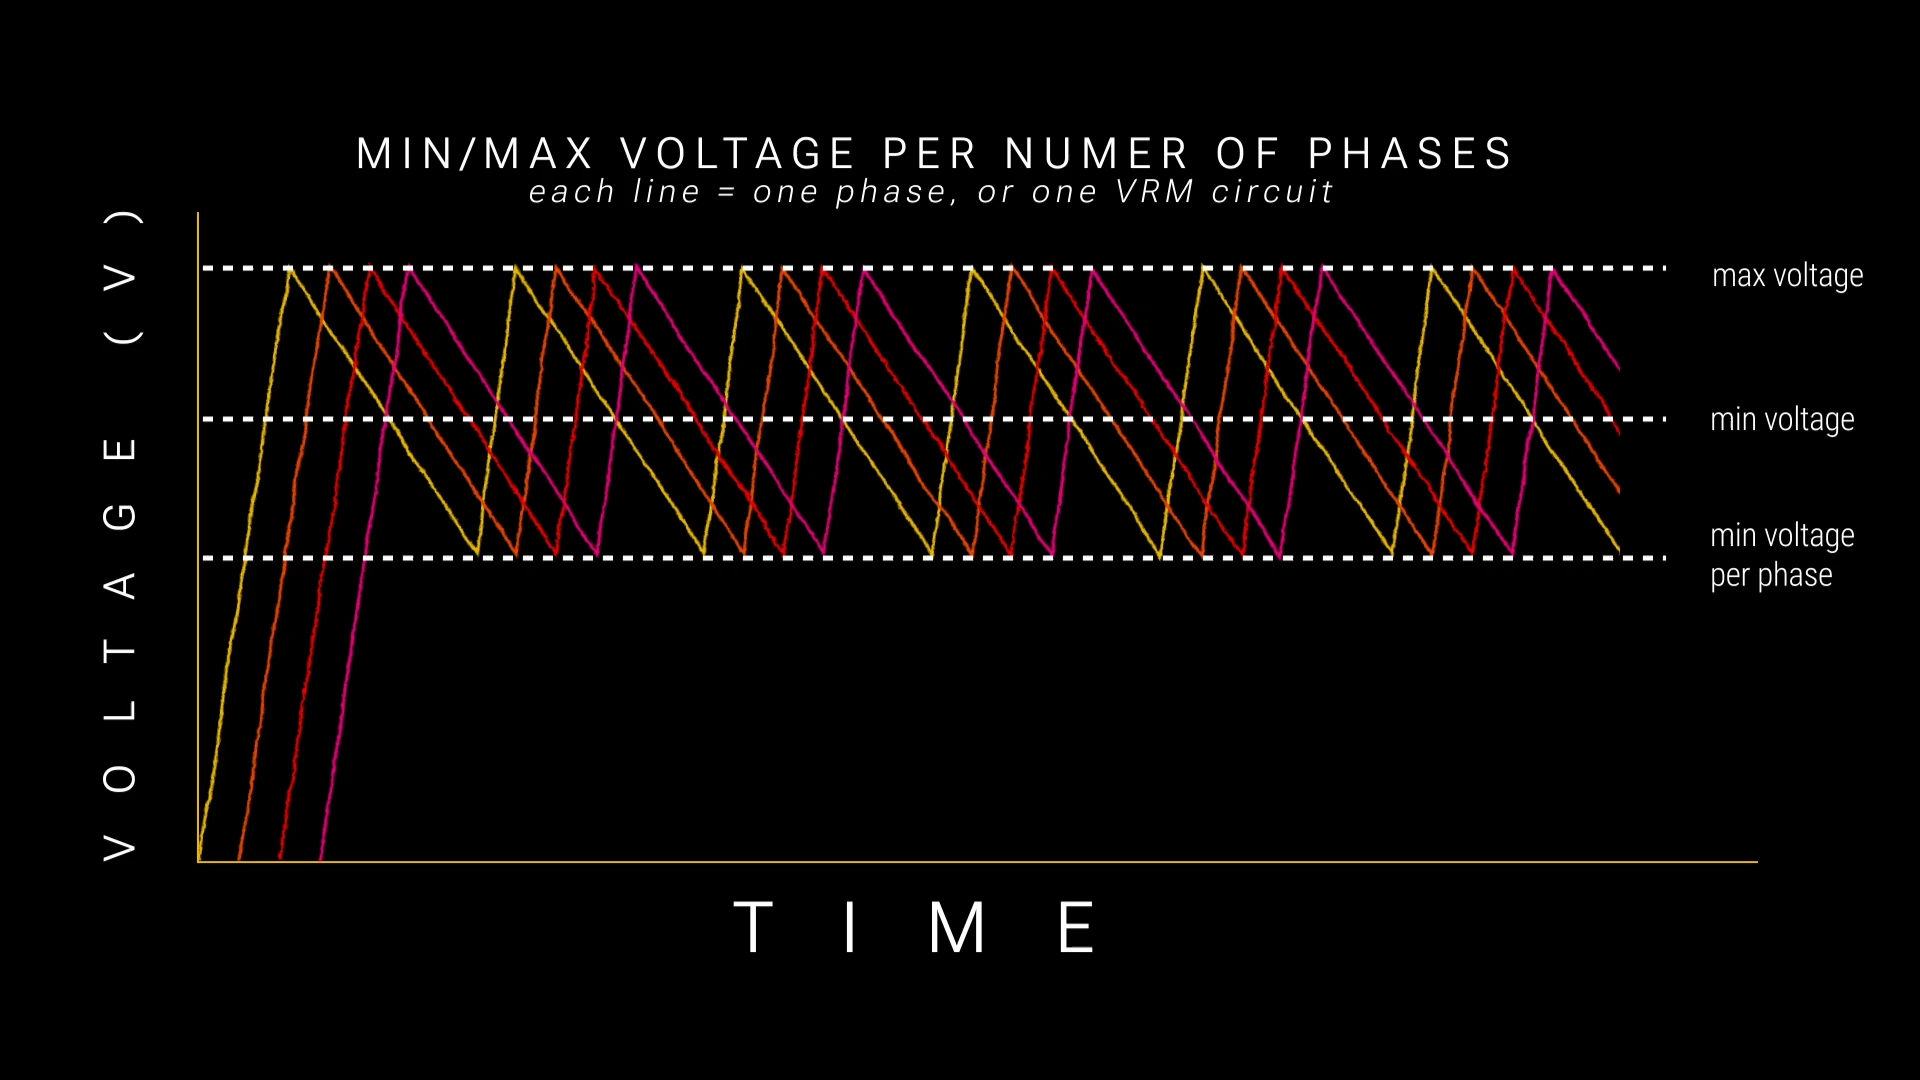 MIN/MAX VOLTAGE PER NUMER OF PHASES
each line = one phase, or one VRM circuit
VOLTAGE (V)
max voltage
min voltage
min voltage
per phase
TIME